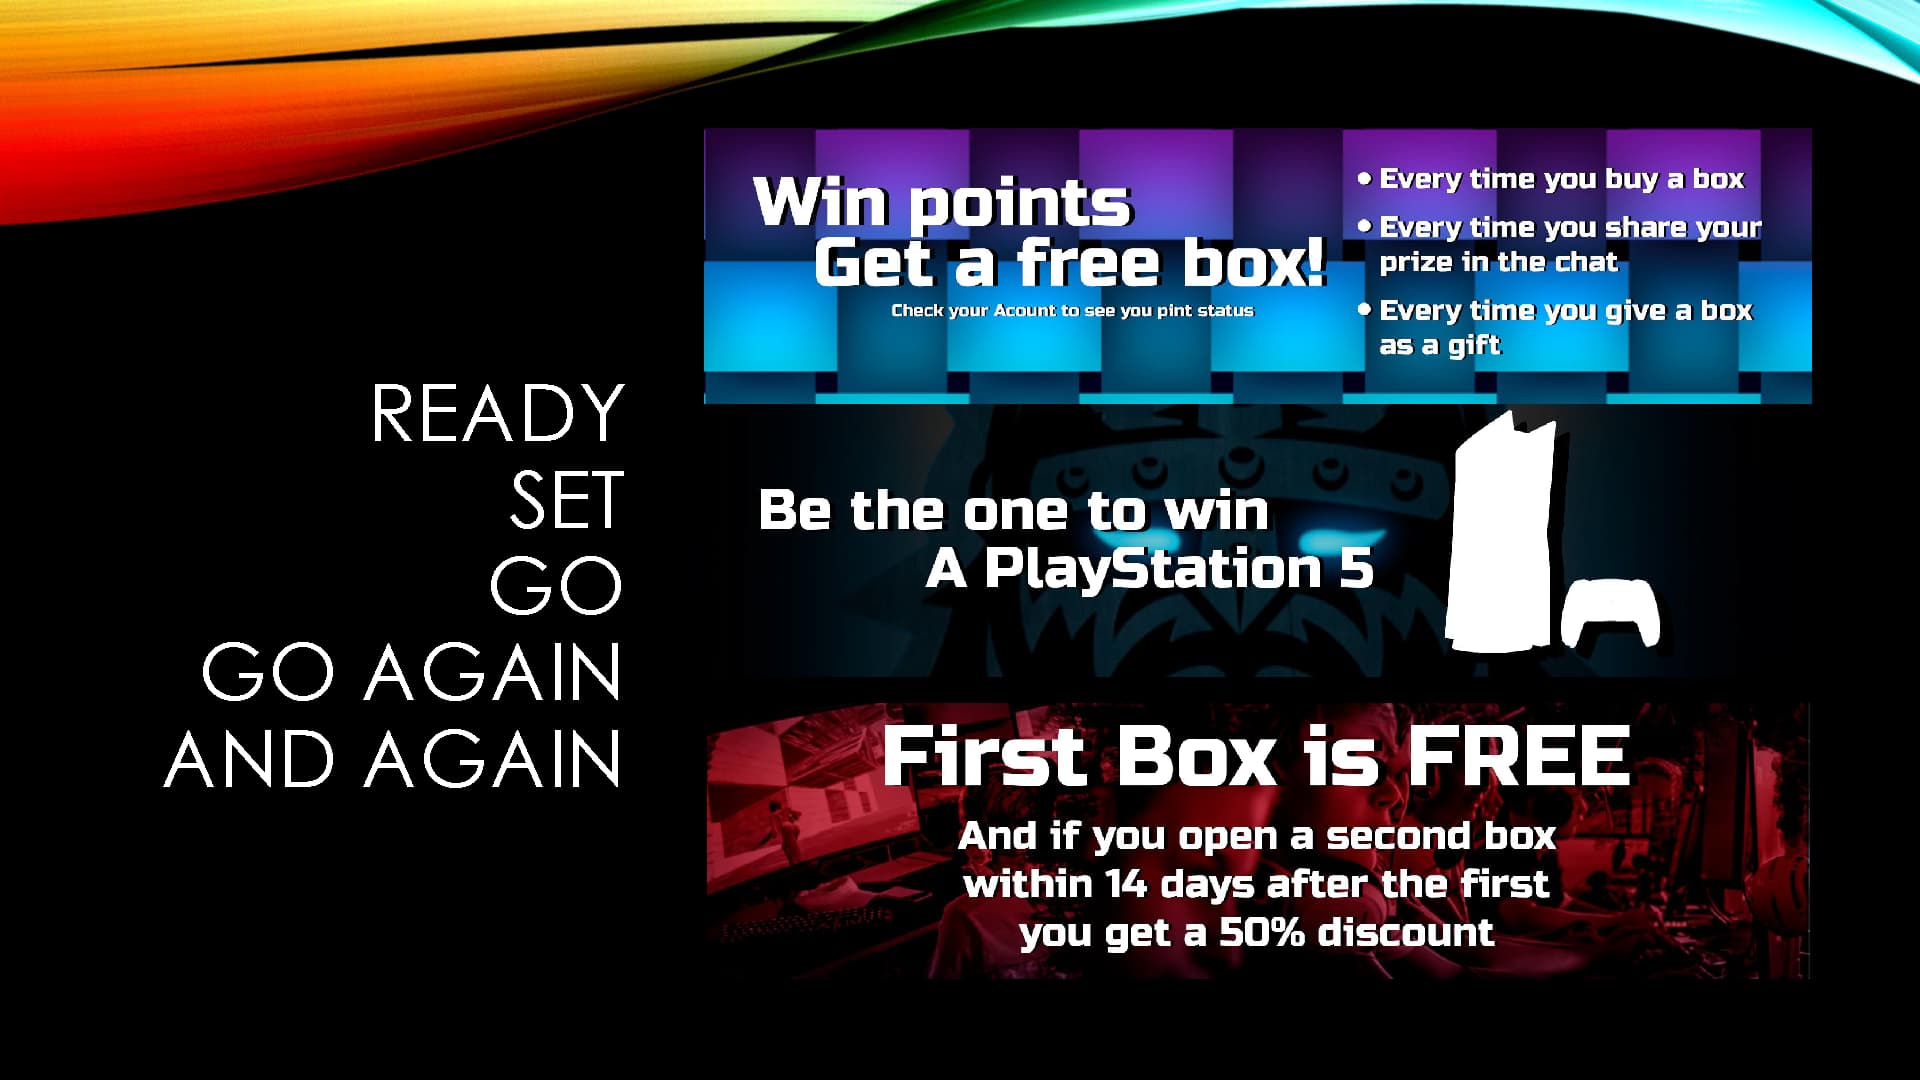 READY
SET
GO
GO AGAIN
AND AGAIN
Win points
Get a free box!
Check your Acount to see you pint status
• Every time you buy a box
• Every time you share your
prize in the chat
• Every time you give a box
as a gift
Be the one to win
A PlayStation 5
First Box is FREE
And if you open a second box
within 14 days after the first
you get a 50% discount